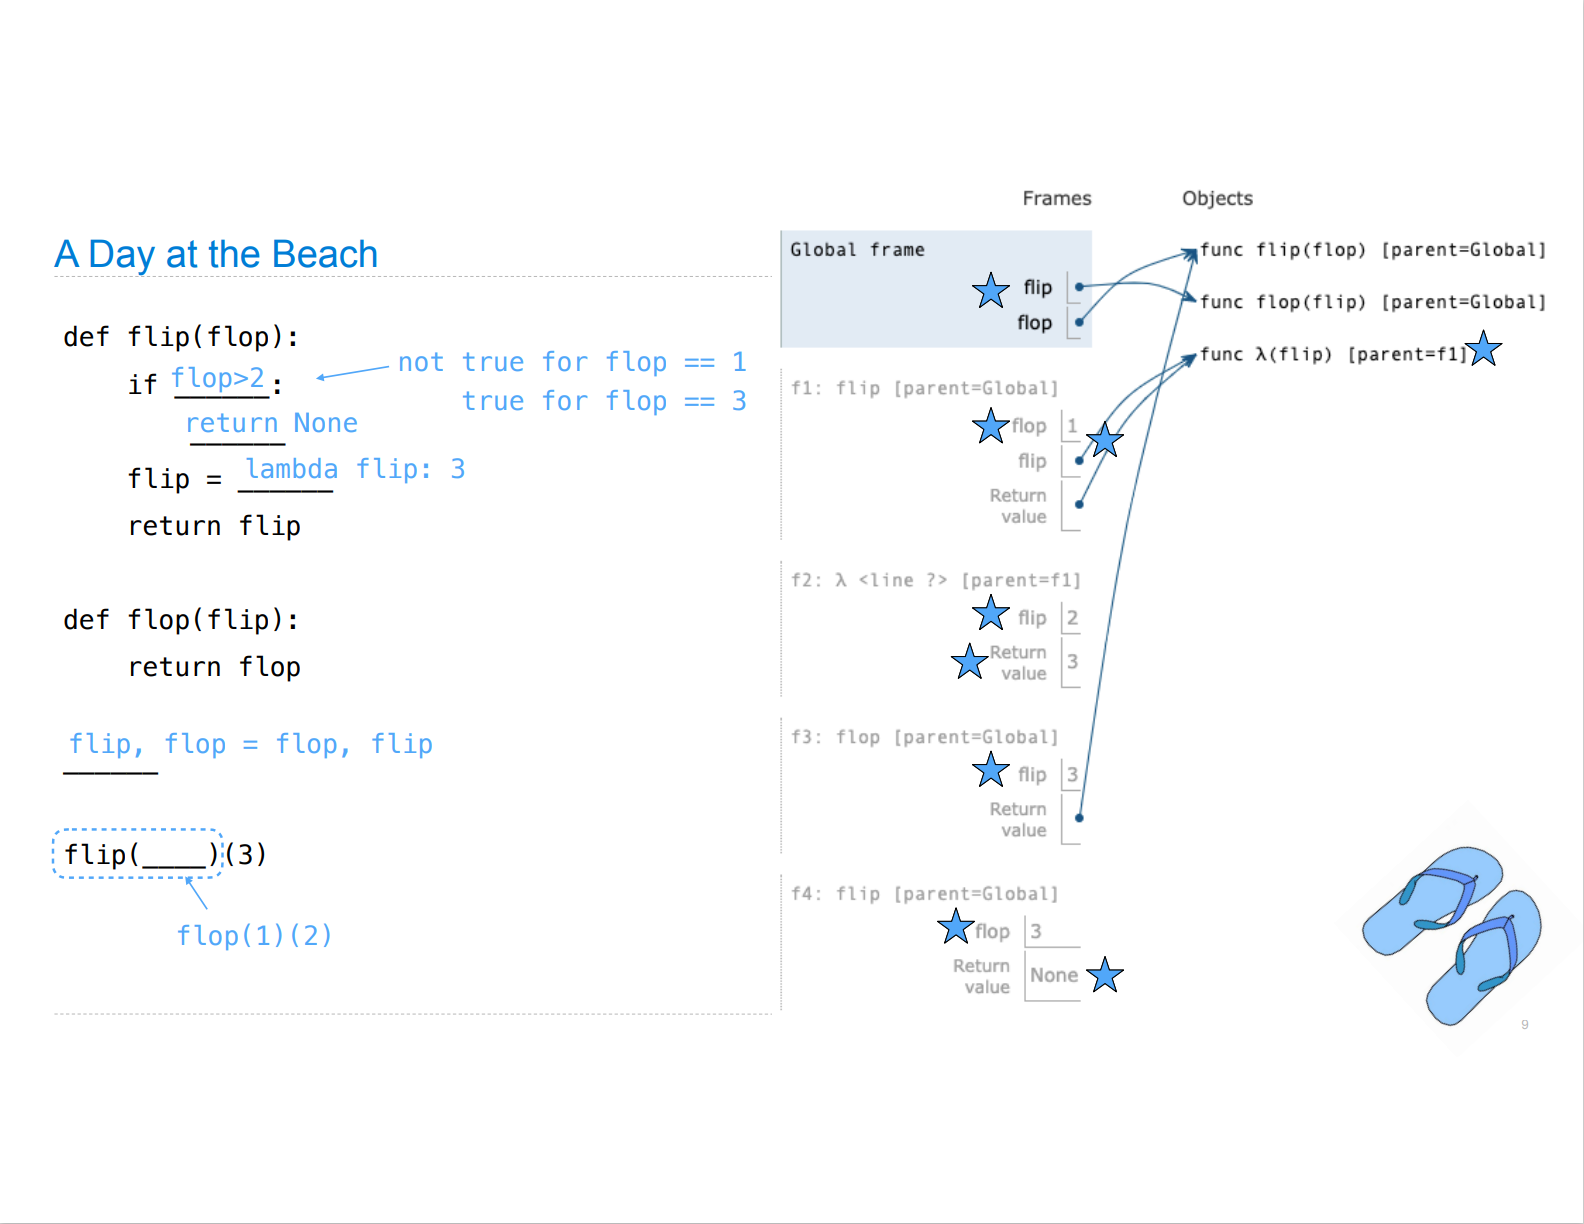 A Day at the Beach
def flip(flop):
if flop>2:
not true for flop == 1
true for flop == 3
return None
flip = lambda flip: 3
return flip
def flop(flip):
return flop
flip, flop = flop, flip
flip(____)(3)
flop(1)(2)
Frames
Objects
Global frame
flip
flop
func flip(flop) [parent=Global]
func flop(flip) [parent=Global]
func λ(flip) [parent=f1]
f1: flip [parent=Global]
flop 1
flip
Return
value
f2: λ <line ?> [parent=f1]
flip 2
Return
value 3
f3: flop [parent=Global]
flip 3
Return
value
f4: flip [parent=Global]
flop 3
Return
value None
9